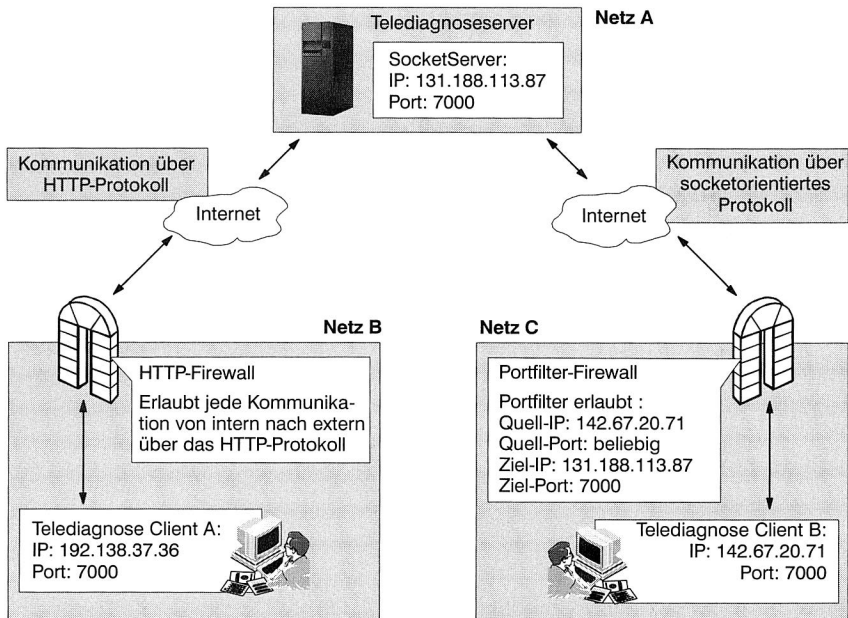 Telediagnoseserver
Netz A
SocketServer:
IP: 131.188.113.87
Port: 7000
Kommunikation über
HTTP-Protokoll
Internet
Kommunikation über
socketorientiertes
Protokoll
Internet
Netz B
HTTP-Firewall
Erlaubt jede Kommunika-
tion von intern nach extern
über das HTTP-Protokoll
Telediagnose Client A:
IP: 192.138.37.36
Port: 7000
Netz C
Portfilter-Firewall
Portfilter erlaubt :
Quell-IP: 142.67.20.71
Quell-Port: beliebig
Ziel-IP: 131.188.113.87
Ziel-Port: 7000
Telediagnose Client B:
IP: 142.67.20.71
Port: 7000